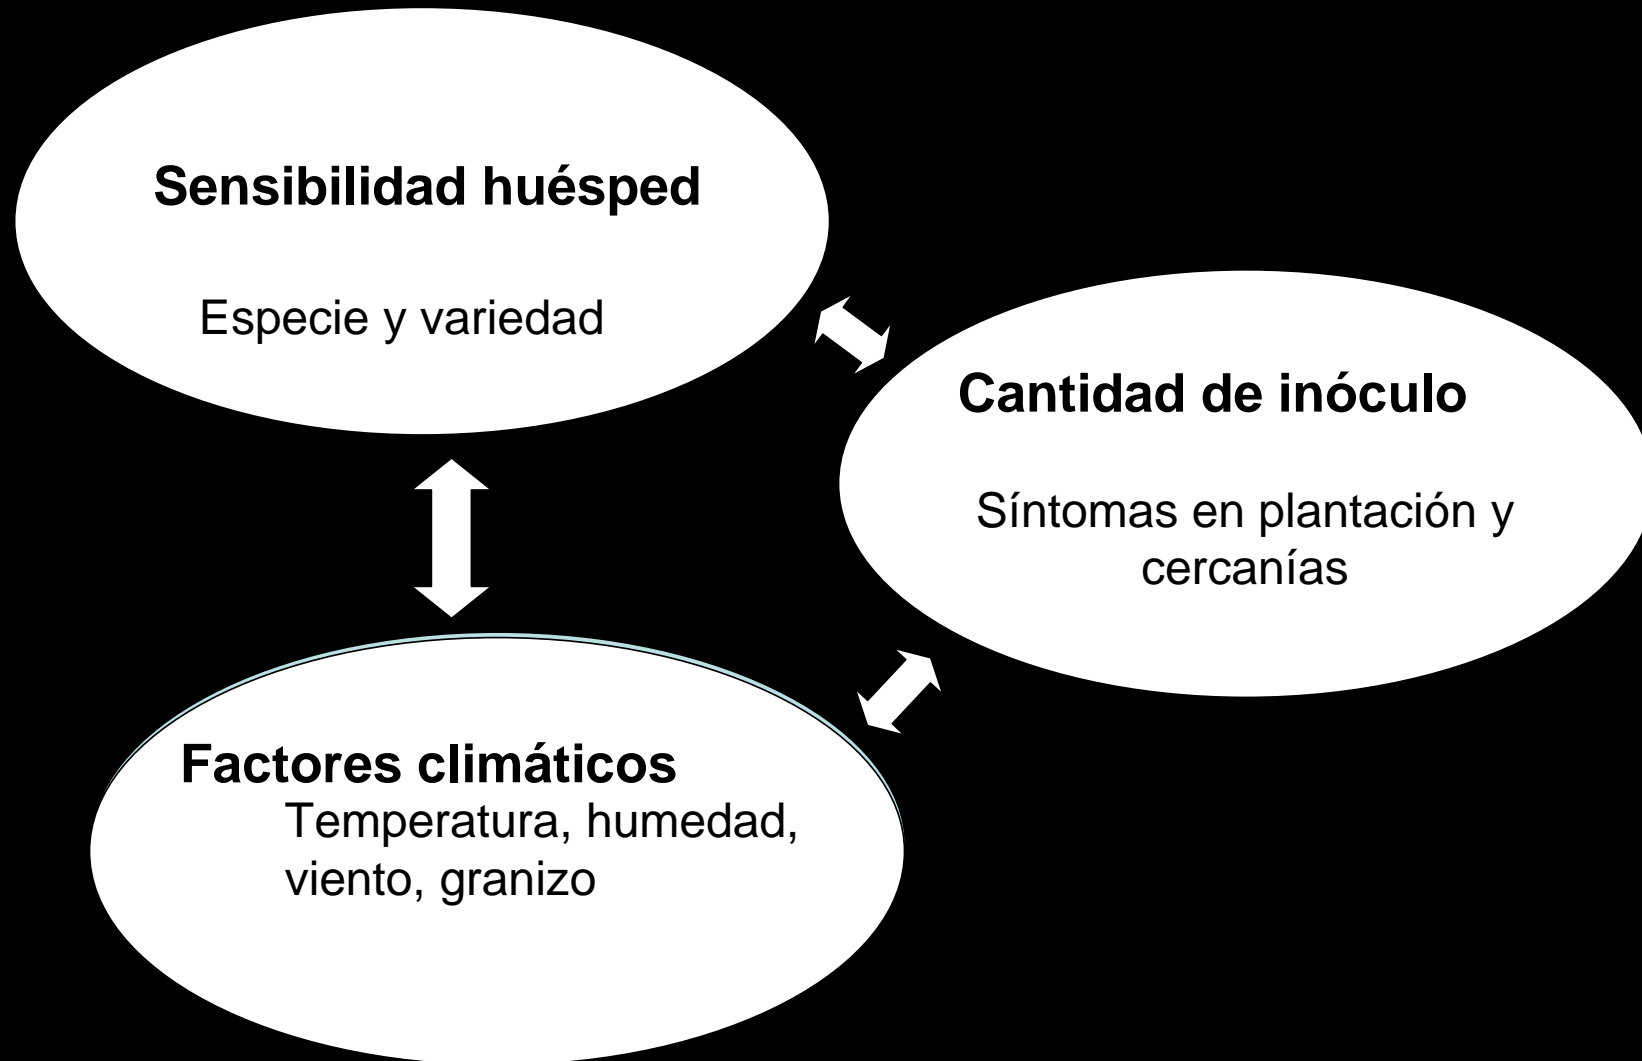 Sensibilidad huésped
Especie y variedad
Cantidad de inóculo
Síntomas en plantación y
cercanías
Factores climáticos
Temperatura, humedad,
viento, granizo